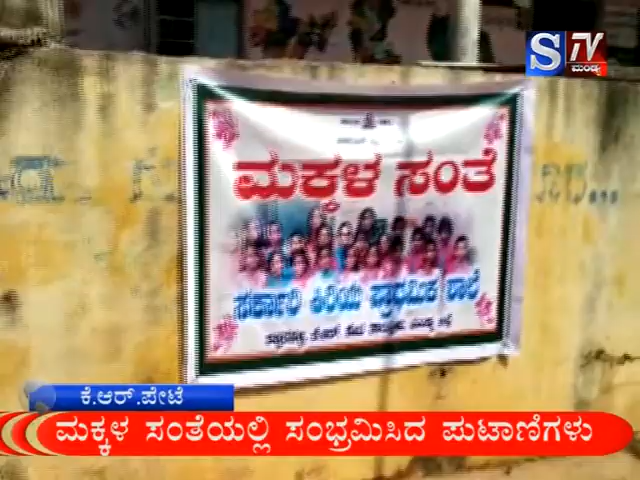 STV
ಮಂಡ್ಯ
ಮಕ್ಕಳ ಸಂತೆ
ಸರ್ಕಾರಿ ಕಿರಿಯ ಪ್ರಾಥಮಿಕ ಶಾಲೆ
ಕೆ.ಆರ್.ಪೇಟೆ
ಮಕ್ಕಳ ಸಂತೆಯಲ್ಲಿ ಸಂಭ್ರಮಿಸಿದ ಪುಟಾಣಿಗಳು